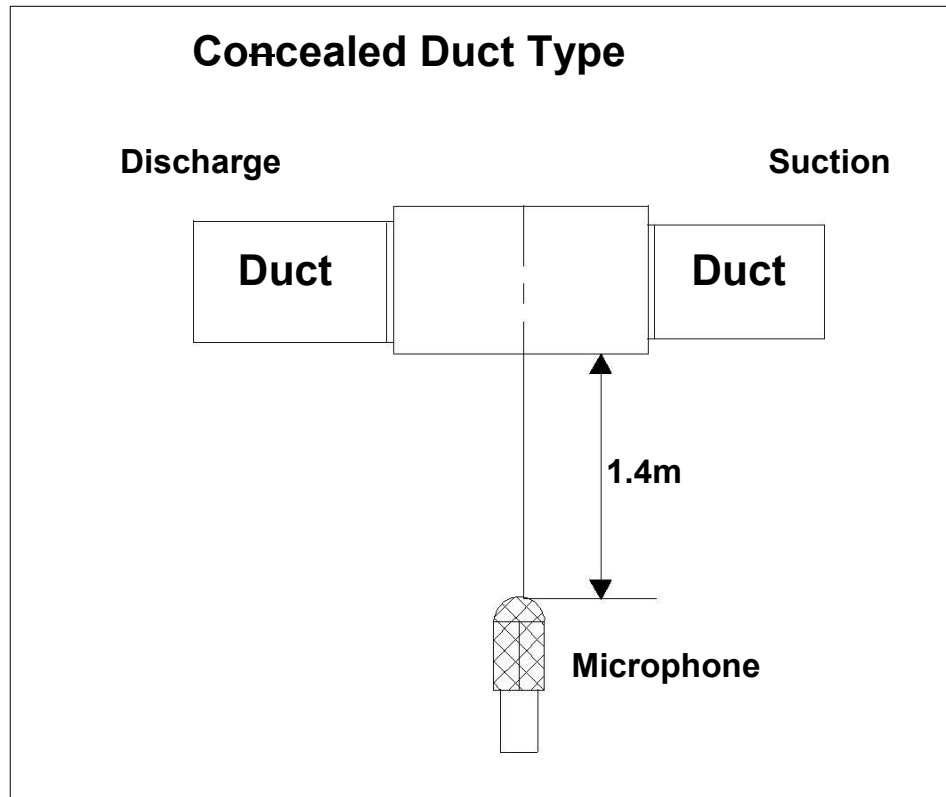 Concealed Duct Type
Discharge
Suction
Duct
Duct
1.4m
Microphone